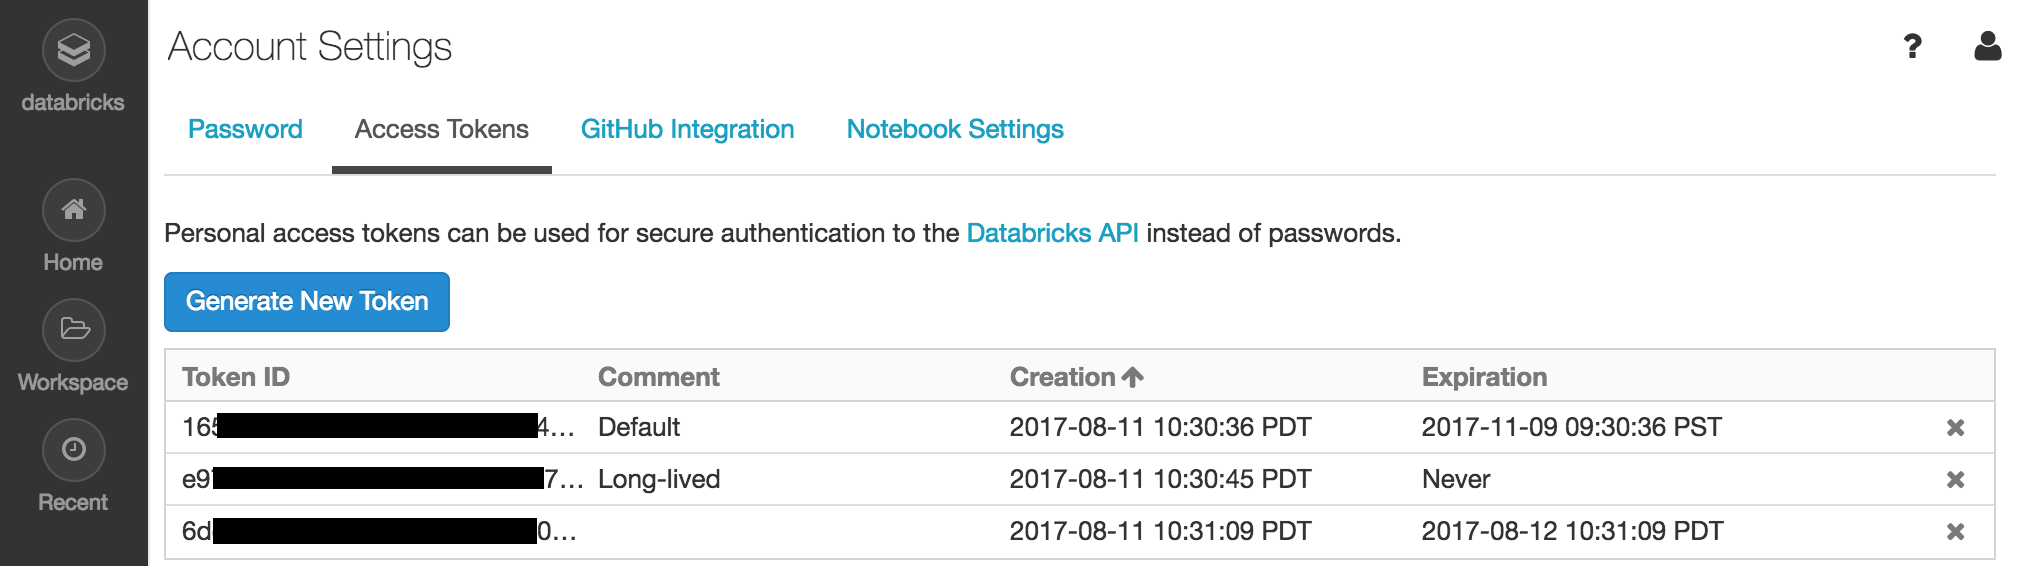 Account Settings
?
databricks
Password Access Tokens GitHub Integration Notebook Settings
Personal access tokens can be used for secure authentication to the Databricks API instead of passwords.
Home
Generate New Token
Workspace
Token ID Comment Creation Expiration
4... Default 2017-08-11 10:30:36 PDT 2017-11-09 09:30:36 PST
e9 7... Long-lived 2017-08-11 10:30:45 PDT Never
Recent
6d 0... 2017-08-11 10:31:09 PDT 2017-08-12 10:31:09 PDT